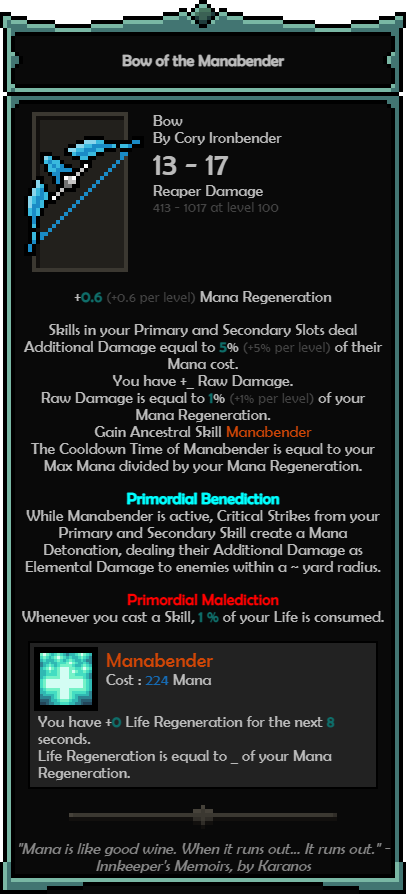 Bow of the Manabender
Bow
By Cory Ironbender
13 - 17
Reaper Damage
413 - 1017 at level 100
+0.6 (+0.6 per level) Mana Regeneration
Skills in your Primary and Secondary Slots deal
Additional Damage equal to 5% (+5% per level) of their
Mana cost.
You have +_ Raw Damage.
Raw Damage is equal to 1% (+1% per level) of your
Mana Regeneration.
Gain Ancestral Skill Manabender
The Cooldown Time of Manabender is equal to your
Max Mana divided by your Mana Regeneration.
Primordial Benediction
While Manabender is active, Critical Strikes from your
Primary and Secondary Skill create a Mana
Detonation, dealing their Additional Damage as
Elemental Damage to enemies within a ~ yard radius.
Primordial Malediction
Whenever you cast a Skill, 1 % of your Life is consumed.
Manabender
Cost : 224 Mana
You have +0 Life Regeneration for the next 8
seconds.
Life Regeneration is equal to _ of your Mana
Regeneration.
"Mana is like good wine. When it runs out... It runs out." -
Innkeeper's Memoirs, by Karanos